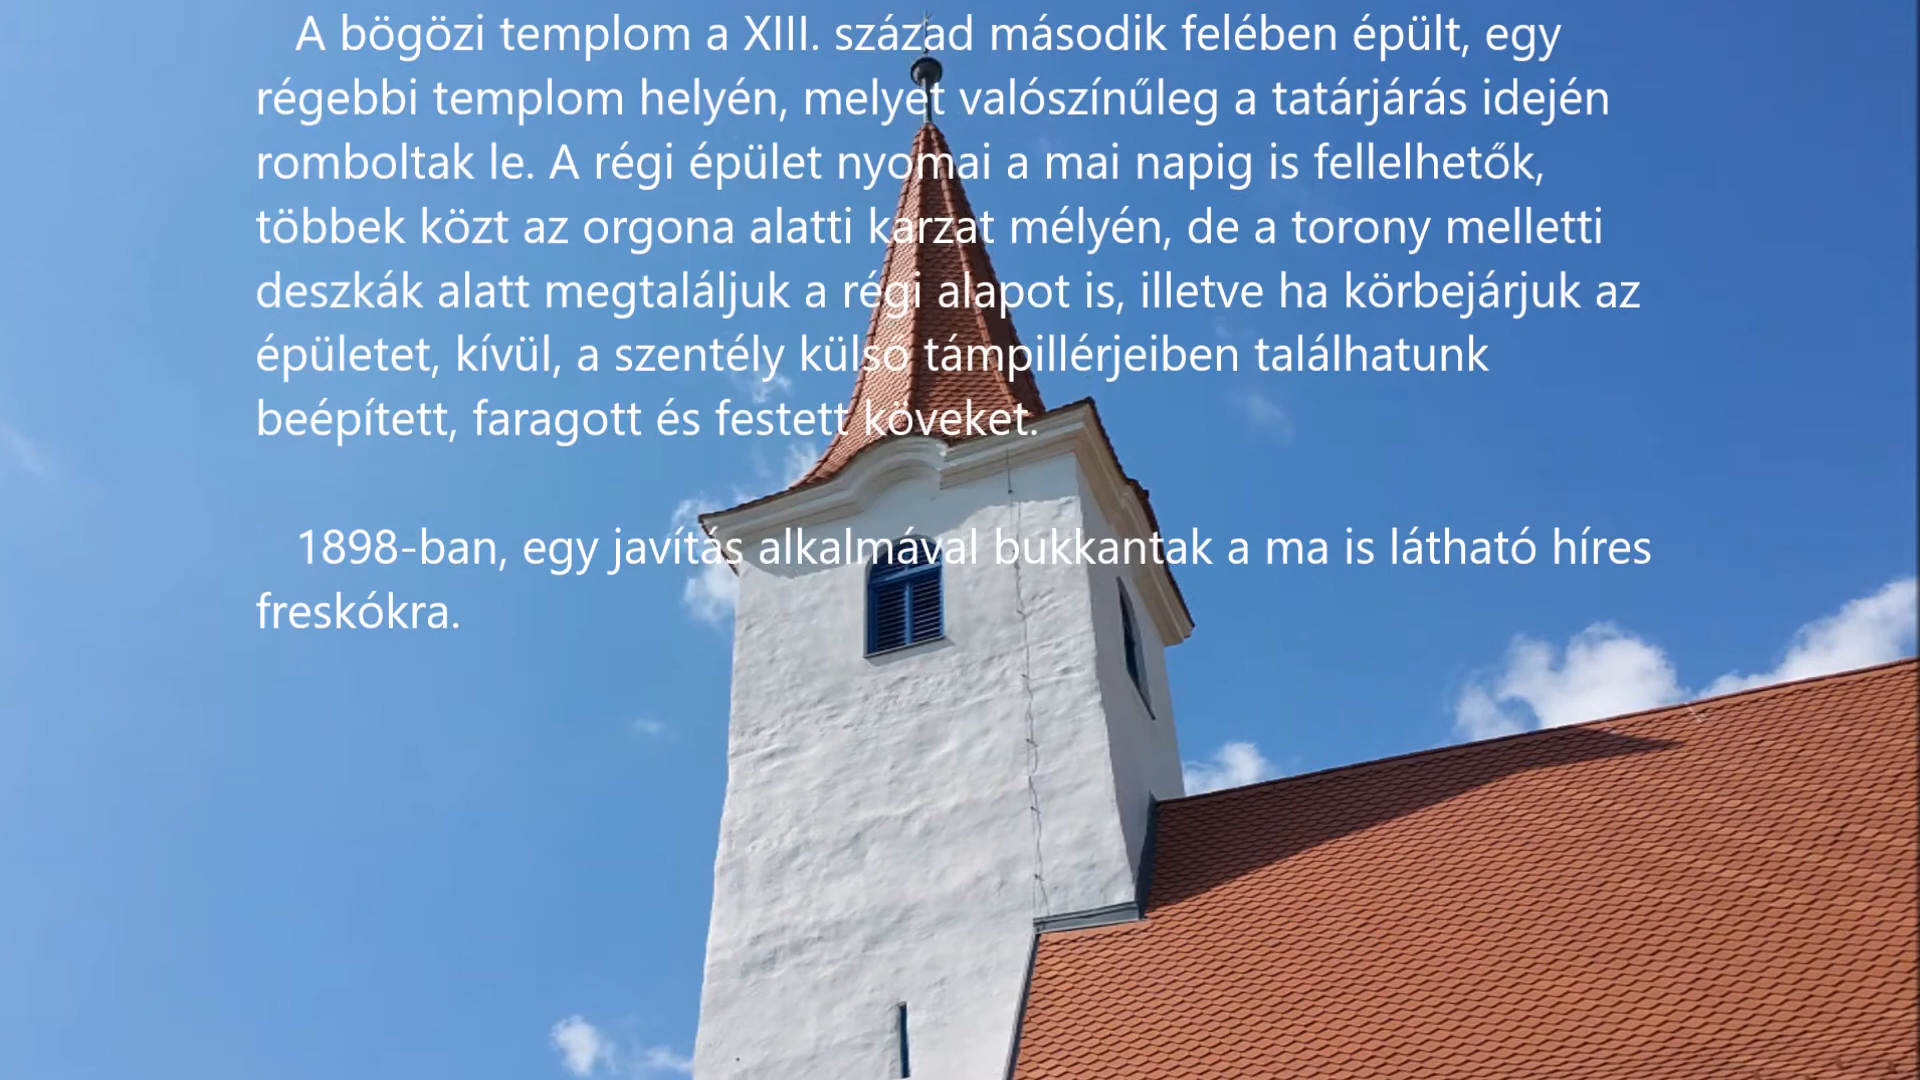 A bögözi templom a XIII. század második felében épült, egy
régebbi templom helyén, melyet valószínűleg a tatárjárás idején
romboltak le. A régi épület nyomai a mai napig is fellelhetők,
többek közt az orgona alatti karzat mélyén, de a torony melletti
deszkák alatt megtaláljuk a régi alapot is, illetve ha körbejárjuk az
épületet, kívül, a szentély külso támpillérjeiben találhatunk
beépített, faragott és festett köveket.
1898-ban, egy javítás alkalmával bukkantak a ma is látható híres
freskókra.